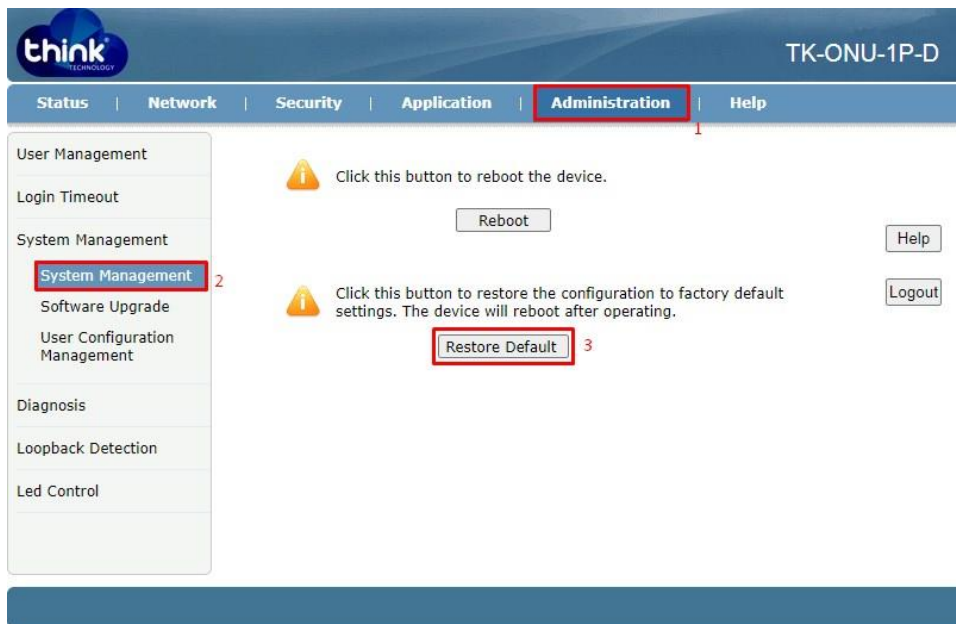 think
TECHNOLOGY
TK-ONU-1P-D
Status | Network | Security | Application | Administration | Help
1
User Management
Login Timeout
System Management
System Management 2
Software Upgrade
User Configuration
Management
Diagnosis
Loopback Detection
Led Control
Click this button to reboot the device.
Reboot
Click this button to restore the configuration to factory default
settings. The device will reboot after operating.
Restore Default 3
Help
Logout